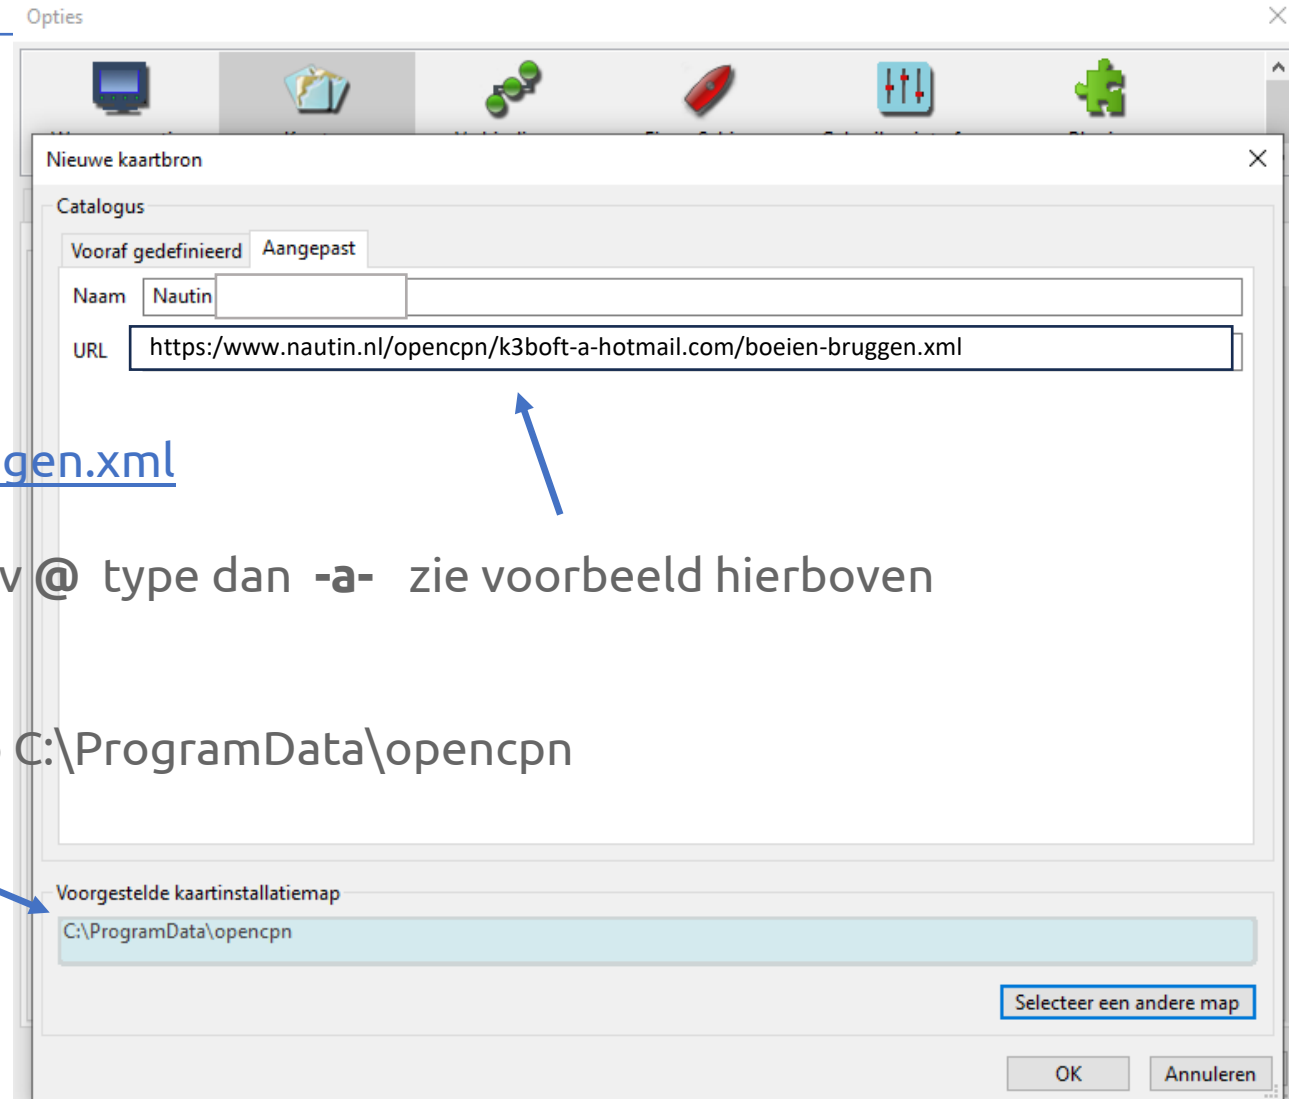 Opties
Nieuwe kaartbron
Catalogus
Vooraf gedefinieerd Aangepast
Naam Nautin
URL https:/www.nautin.nl/opencpn/k3boft-a-hotmail.com/boeien-bruggen.xml
gen.xml
v @ type dan -a- zie voorbeeld hierboven
C:\ProgramData\opencpn
Voorgestelde kaartinstallatiemap
C:\ProgramData\opencpn
Selecteer een andere map
OK Annuleren